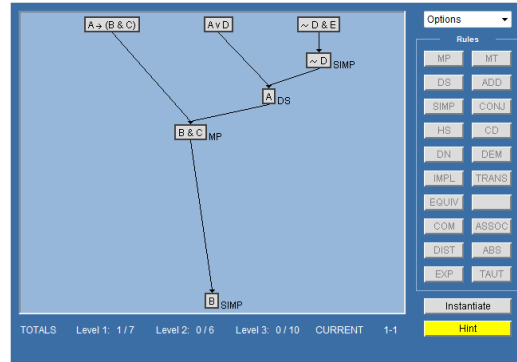 A → (B & C) A v D ~ D & E Options
Rules
~ D SIMP MP MT
A DS DS ADD
B & C MP SIMP CONJ
HS CD
DN DEM
IMPL TRANS
EQUIV
COM ASSOC
DIST ABS
EXP TAUT
B SIMP Instantiate
TOTALS Level 1: 1 / 7 Level 2: 0 / 6 Level 3: 0 / 10 CURRENT 1-1 Hint